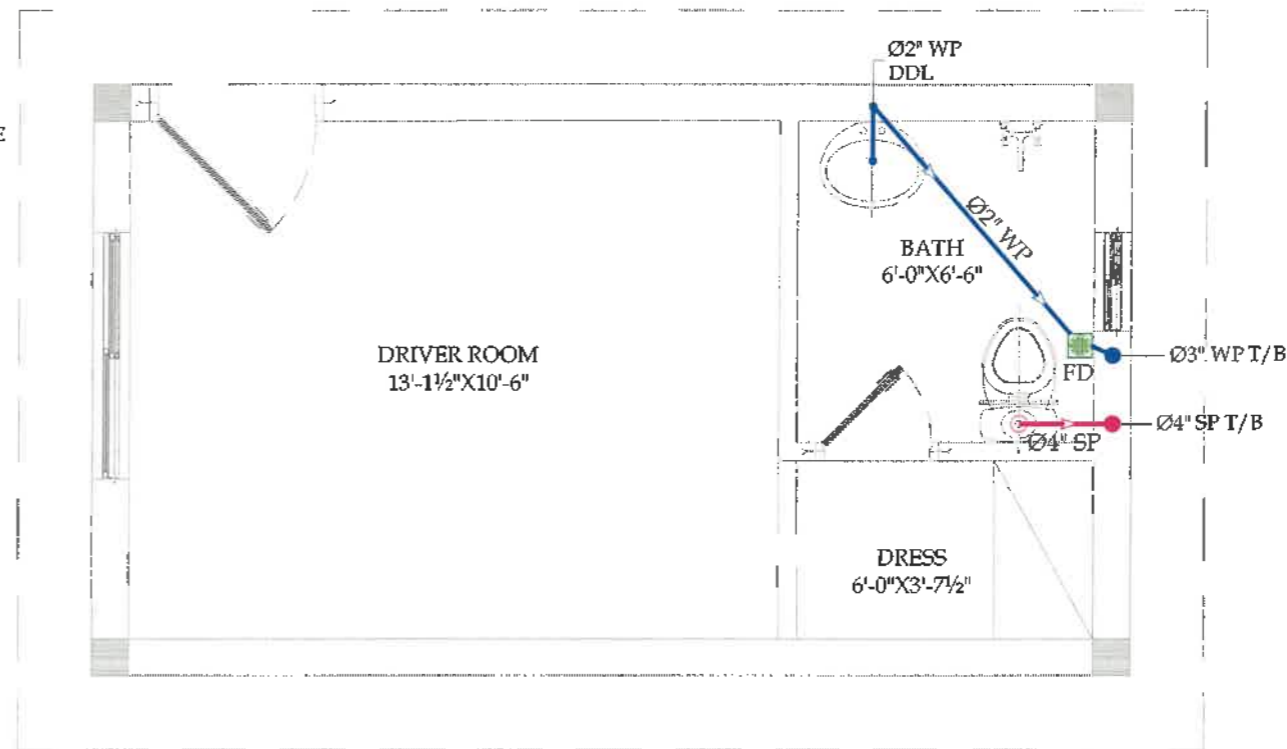 Ø2" WP
DDL
E
Ø2" WP
BATH
6'-0"X6'-6"
DRIVER ROOM
13'-1½"X10'-6"
Ø3" WP T/B
FD
Ø4" SP T/B
Ø4" SP
DRESS
6'-0"X3'-7½"